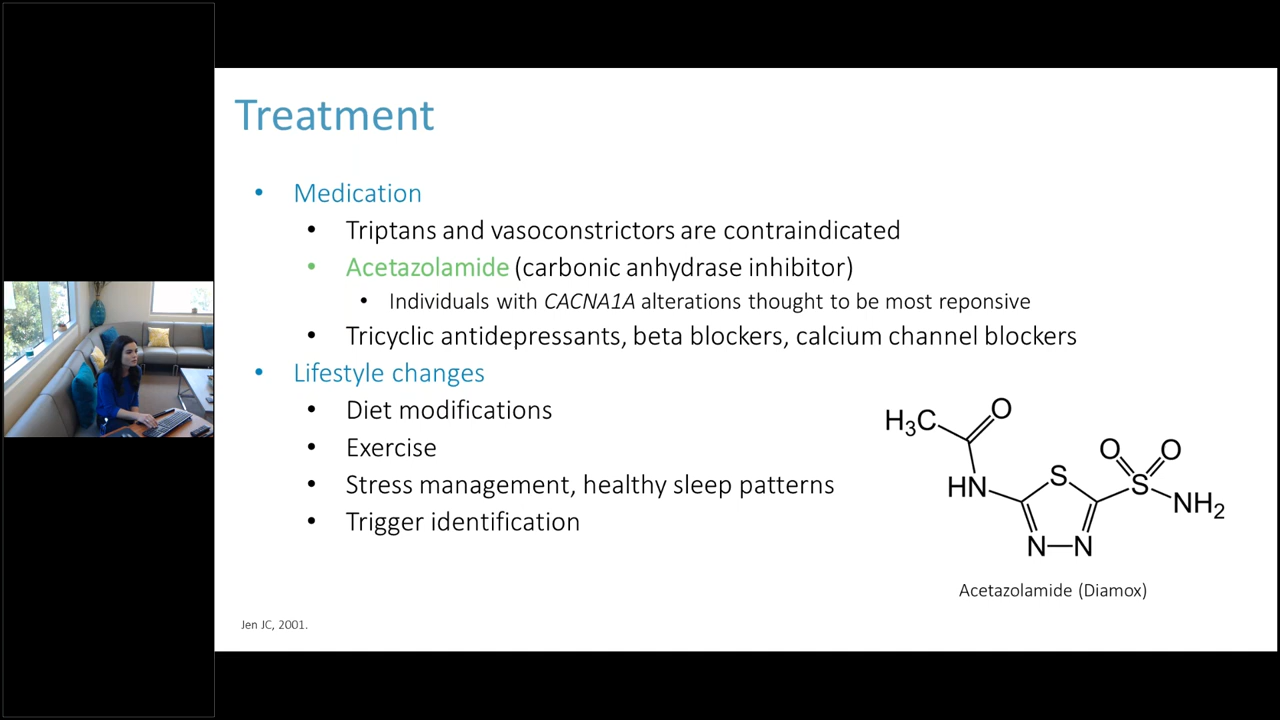 Treatment
• Medication
• Triptans and vasoconstrictors are contraindicated
• Acetazolamide (carbonic anhydrase inhibitor)
• Individuals with CACNA1A alterations thought to be most reponsive
• Tricyclic antidepressants, beta blockers, calcium channel blockers
• Lifestyle changes
• Diet modifications
• Exercise
• Stress management, healthy sleep patterns
• Trigger identification
H3C
O
HN
S
N
N
O
O
S
NH2
Acetazolamide (Diamox)
Jen JC, 2001.